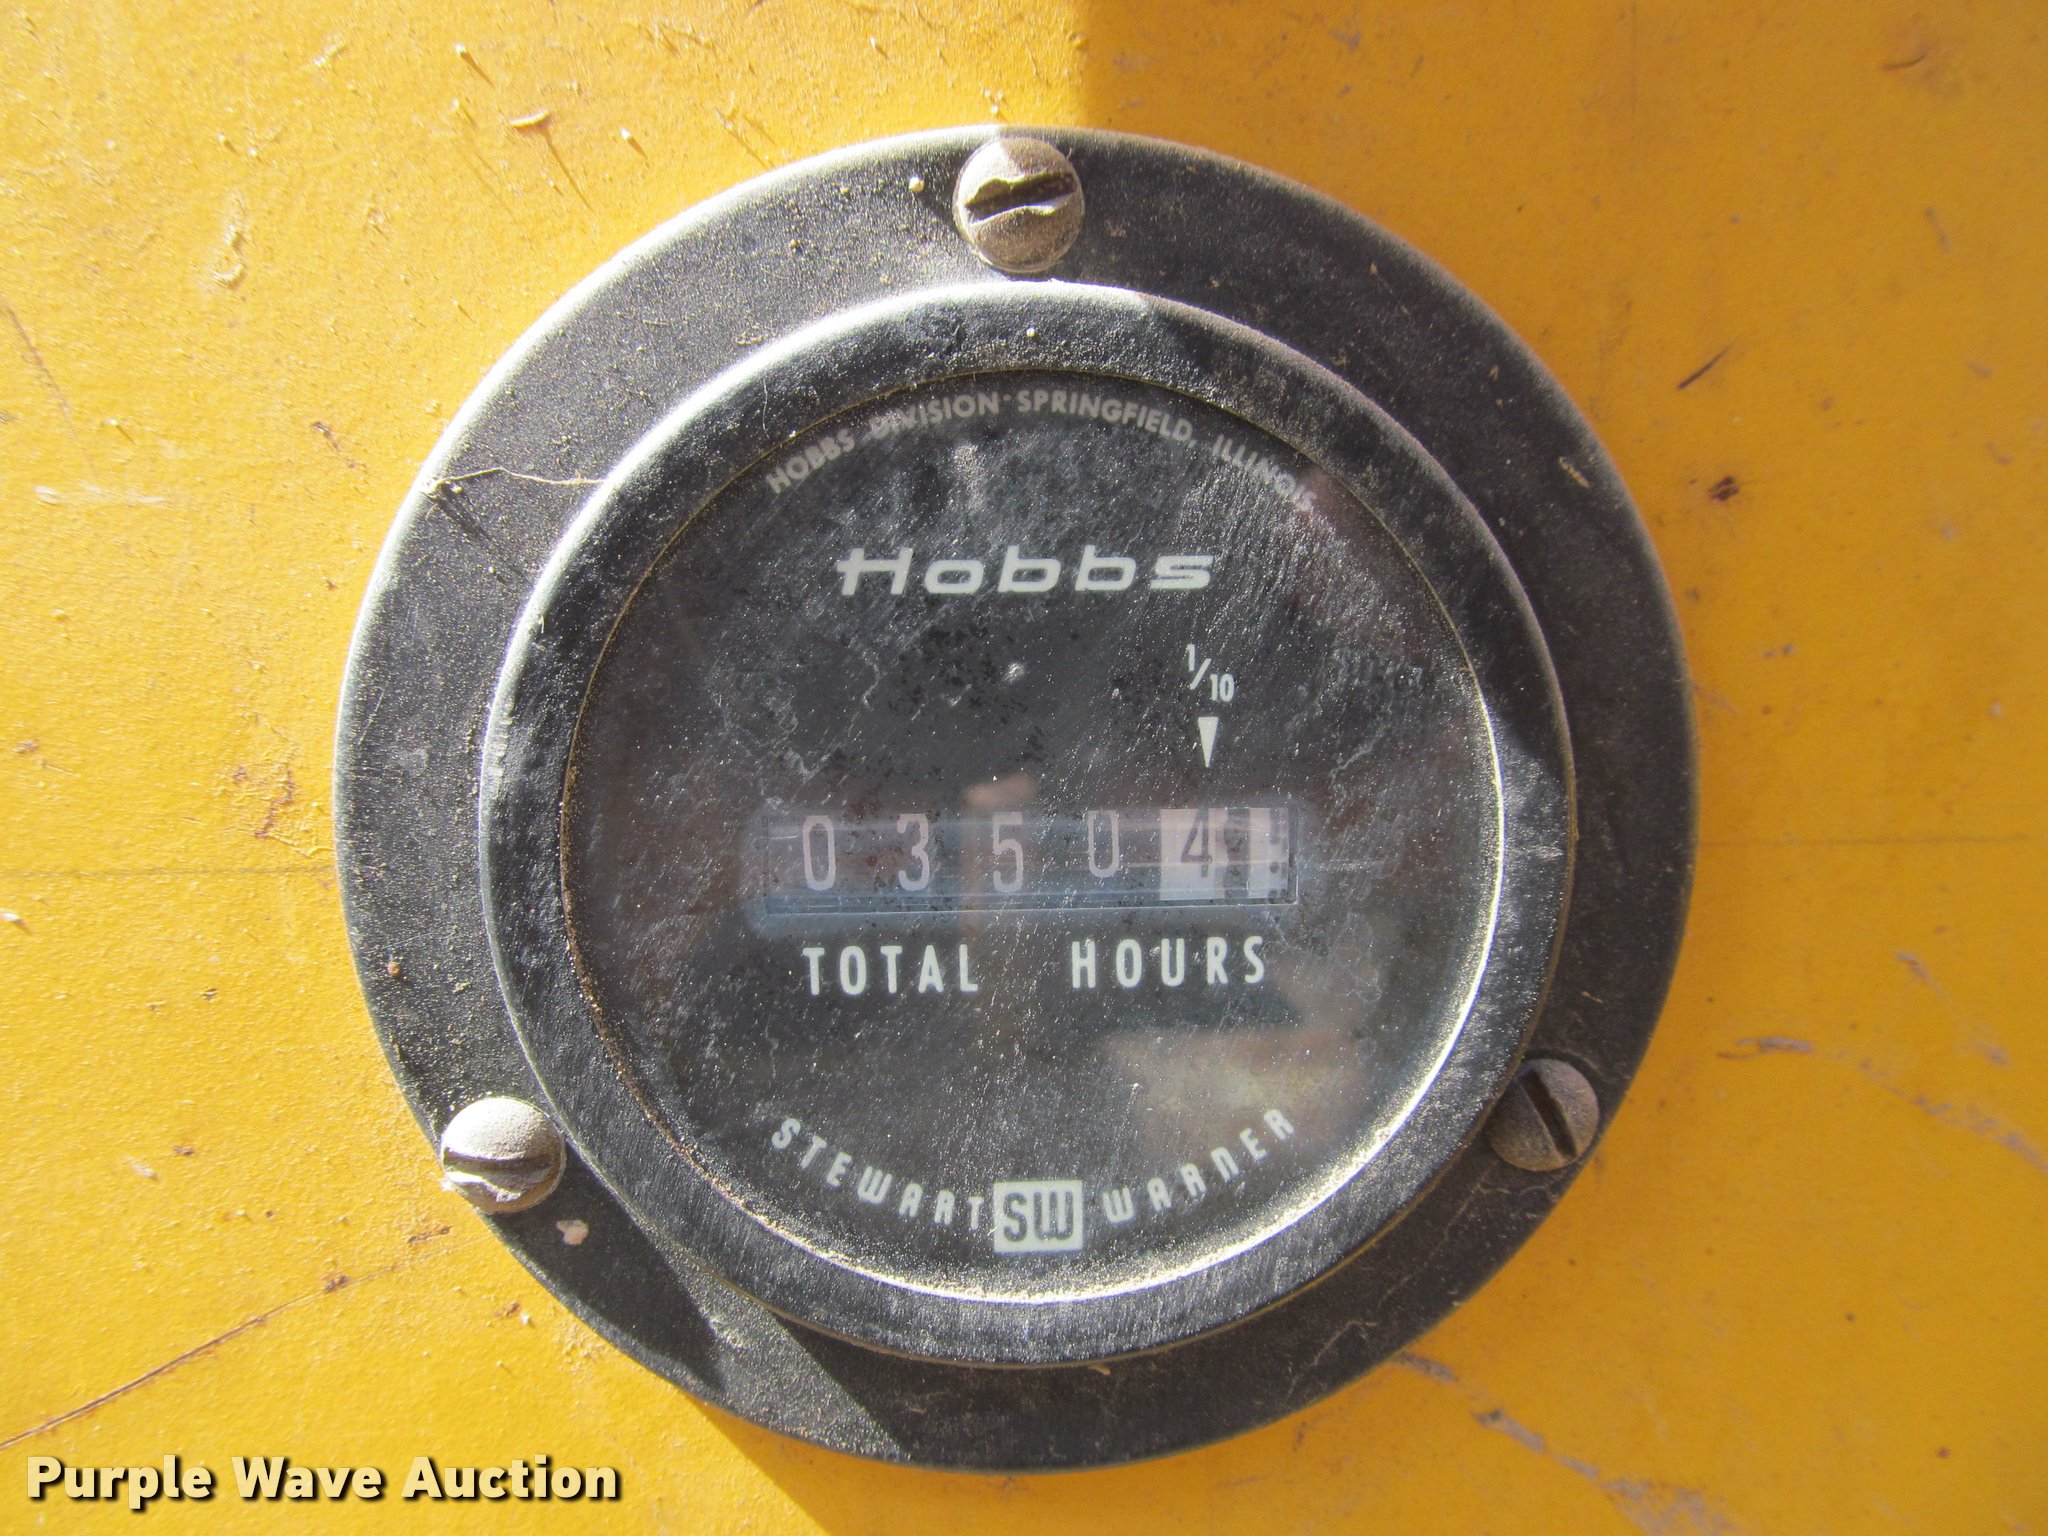 HOBBS DIVISION · SPRINGFIELD, ILLINOIS
Hobbs
1/10
0 3 5 0 4
TOTAL HOURS
STEWART SW WARNER
Purple Wave Auction